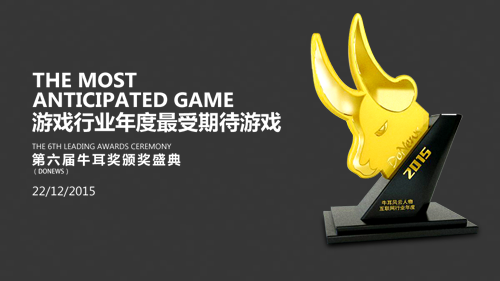 THE MOST
ANTICIPATED GAME
游戏行业年度最受期待游戏
THE 6TH LEADING AWARDS CEREMONY
第六届牛耳奖颁奖盛典
（DONEWS）
22/12/2015
DoNews
2015
牛耳风云人物
互联网行业年度